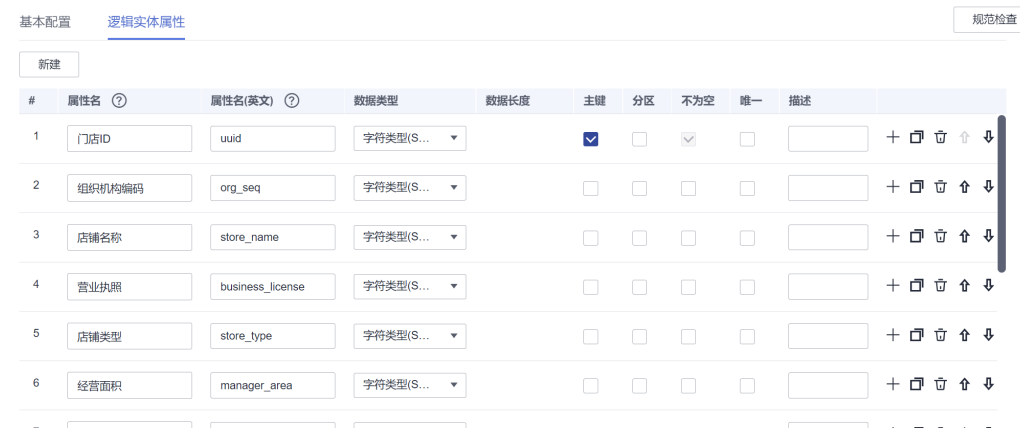 基本配置 逻辑实体属性 规范检查
新建
# 属性名 ? 属性名(英文) ? 数据类型 数据长度 主键 分区 不为空 唯一 描述
1 门店ID uuid 字符类型(S...
2 组织机构编码 org_seq 字符类型(S...
3 店铺名称 store_name 字符类型(S...
4 营业执照 business_license 字符类型(S...
5 店铺类型 store_type 字符类型(S...
6 经营面积 manager_area 字符类型(S...